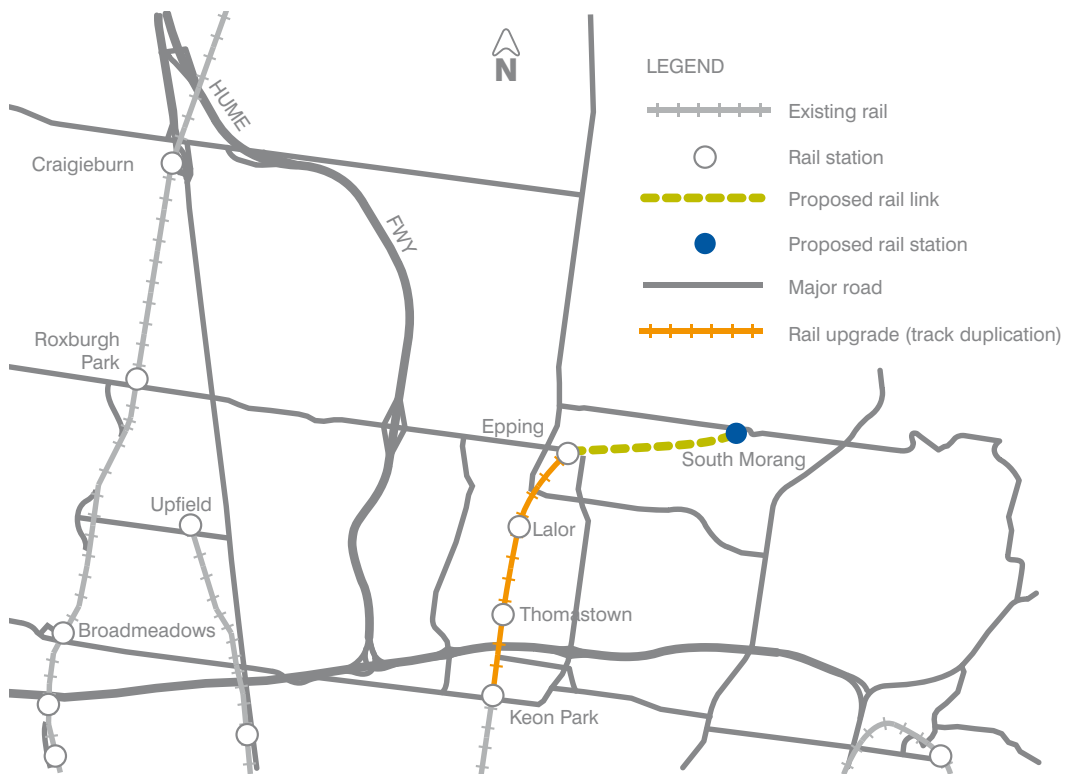 N
HUME
FWY
LEGEND
Existing rail
Rail station
Proposed rail link
Proposed rail station
Major road
Rail upgrade (track duplication)
Craigieburn
Roxburgh
Park
Epping
South Morang
Upfield
Lalor
Thomastown
Broadmeadows
Keon Park